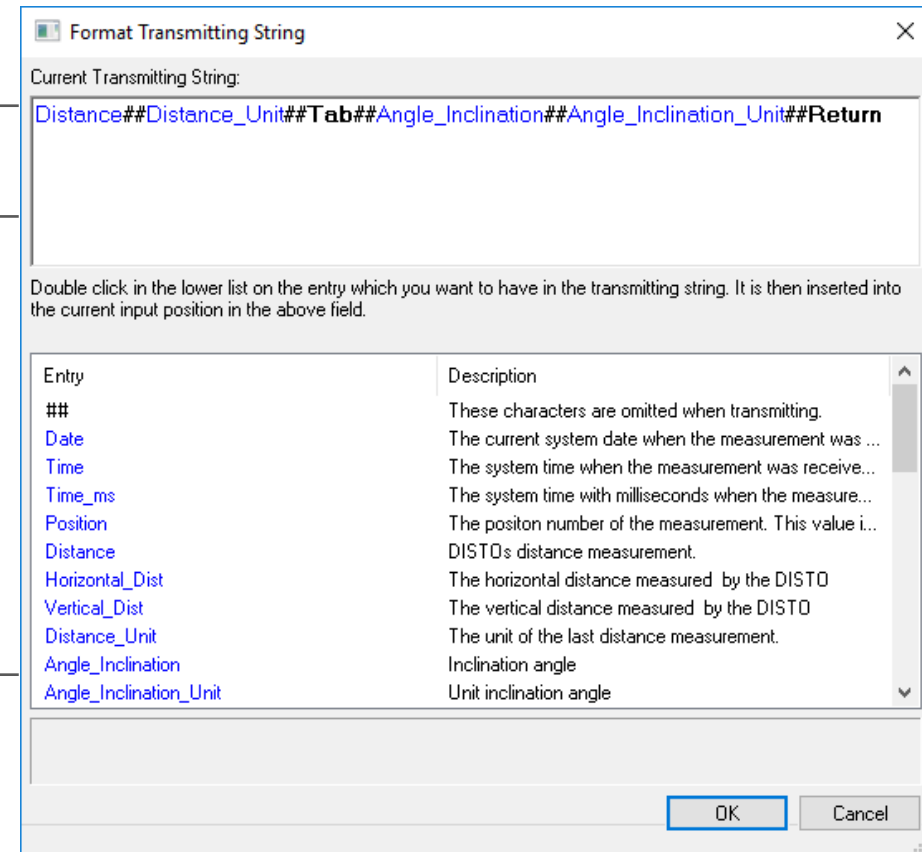 Format Transmitting String
Current Transmitting String:
Distance##Distance_Unit##Tab##Angle_Inclination##Angle_Inclination_Unit##Return
Double click in the lower list on the entry which you want to have in the transmitting string. It is then inserted into
the current input position in the above field.
Entry Description
## These characters are omitted when transmitting.
Date The current system date when the measurement was ...
Time The system time when the measurement was receive...
Time_ms The system time with milliseconds when the measure...
Position The positon number of the measurement. This value i...
Distance DISTOs distance measurement.
Horizontal_Dist The horizontal distance measured by the DISTO
Vertical_Dist The vertical distance measured by the DISTO
Distance_Unit The unit of the last distance measurement.
Angle_Inclination Inclination angle
Angle_Inclination_Unit Unit inclination angle
OK Cancel